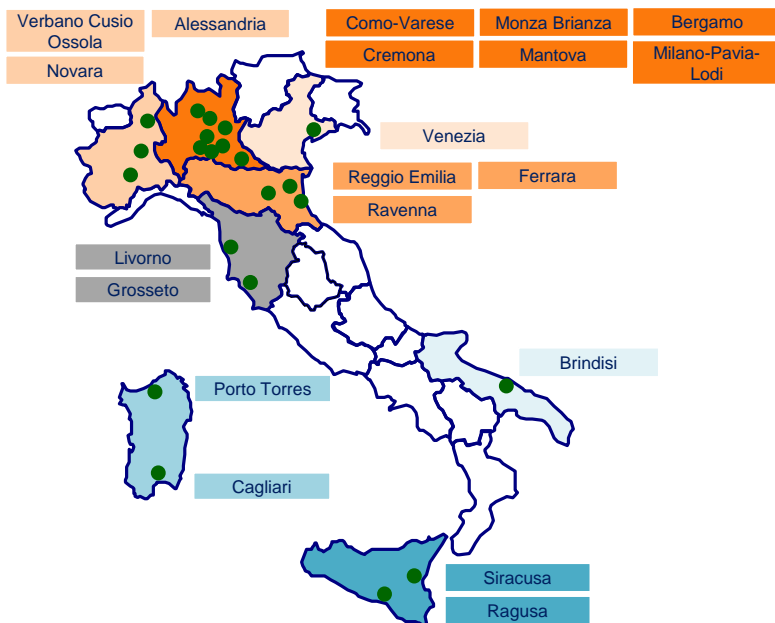 Verbano Cusio
Ossola
Alessandria
Novara
Como-Varese
Monza Brianza
Bergamo
Cremona
Mantova
Milano-Pavia-
Lodi
Venezia
Reggio Emilia
Ferrara
Ravenna
Livorno
Grosseto
Brindisi
Porto Torres
Cagliari
Siracusa
Ragusa